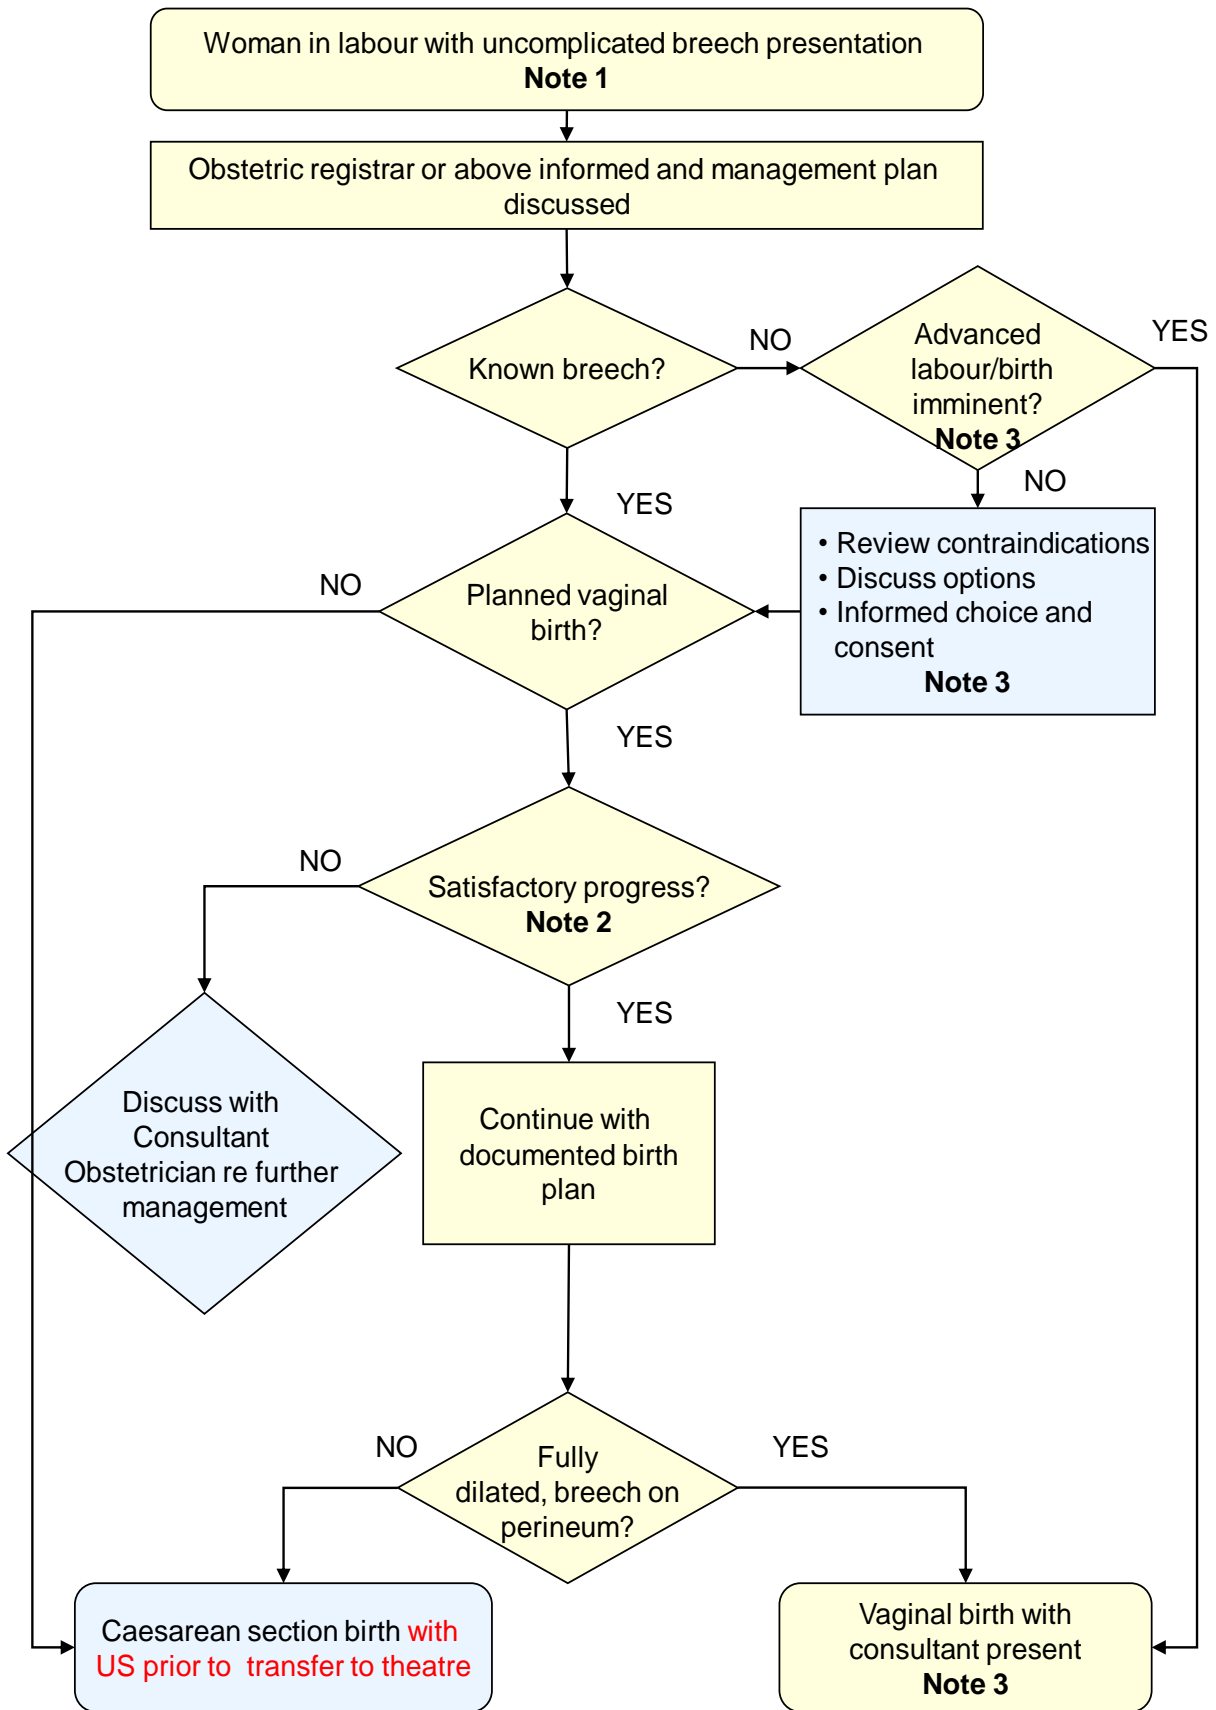 Woman in labour with uncomplicated breech presentation
Note 1
Obstetric registrar or above informed and management plan
discussed
Known breech?
NO
Advanced
labour/birth
imminent?
Note 3
YES
NO
YES
• Review contraindications
• Discuss options
• Informed choice and
consent
Note 3
NO
Planned vaginal
birth?
YES
NO
Satisfactory progress?
Note 2
YES
Discuss with
Consultant
Obstetrician re further
management
Continue with
documented birth
plan
NO
Fully
dilated, breech on
perineum?
YES
Caesarean section birth with
US prior to transfer to theatre
Vaginal birth with
consultant present
Note 3